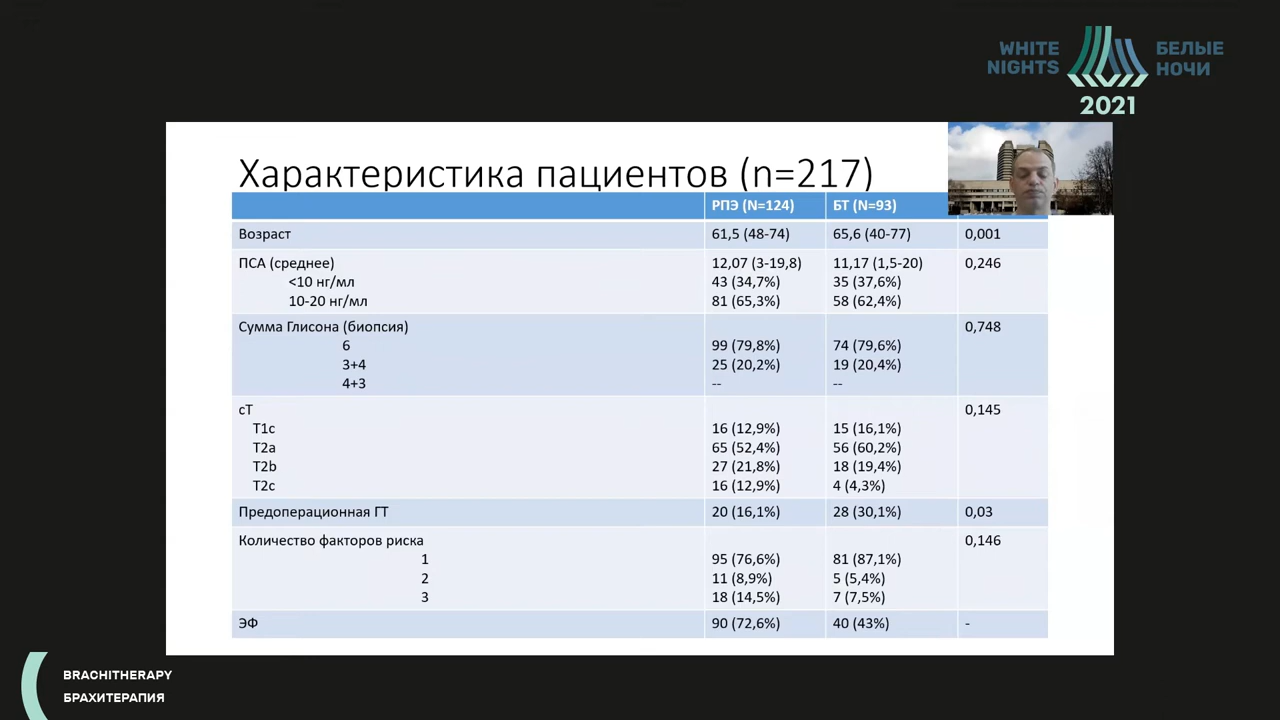 WHITE NIGHTS
БЕЛЫЕ НОЧИ
2021
Характеристика пациентов (n=217)
РПЭ (N=124) БТ (N=93)
Возраст 61,5 (48-74) 65,6 (40-77) 0,001
ПСА (среднее) 12,07 (3-19,8) 11,17 (1,5-20) 0,246
<10 нг/мл 43 (34,7%) 35 (37,6%)
10-20 нг/мл 81 (65,3%) 58 (62,4%)
Сумма Глисона (биопсия) 0,748
6 99 (79,8%) 74 (79,6%)
3+4 25 (20,2%) 19 (20,4%)
4+3 -- --
сТ 0,145
T1c 16 (12,9%) 15 (16,1%)
T2a 65 (52,4%) 56 (60,2%)
T2b 27 (21,8%) 18 (19,4%)
T2c 16 (12,9%) 4 (4,3%)
Предоперационная ГТ 20 (16,1%) 28 (30,1%) 0,03
Количество факторов риска 0,146
1 95 (76,6%) 81 (87,1%)
2 11 (8,9%) 5 (5,4%)
3 18 (14,5%) 7 (7,5%)
ЭФ 90 (72,6%) 40 (43%) -
BRACHITHERAPY
БРАХИТЕРАПИЯ